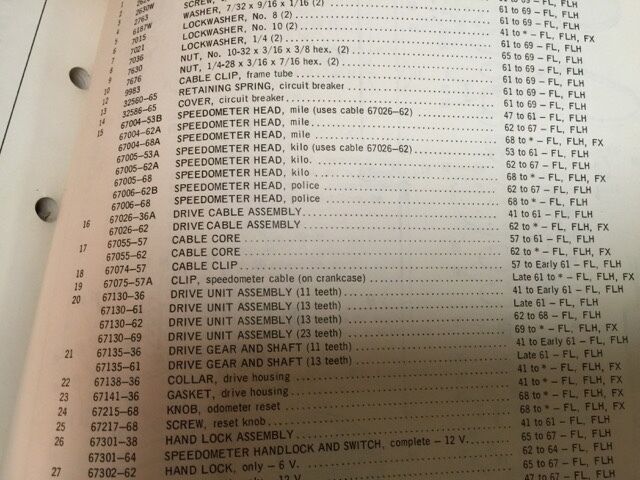 2630W
2763 SCREW,
6167W WASHER, 7/32 x 9/16 x 1/16 (2) 61 to 69 – FL, FLH
7015 LOCKWASHER, No. 8 (2) 61 to 69 – FL, FLH
7021 LOCKWASHER, No. 10 (2) 61 to 69 – FL, FLH
7036 LOCKWASHER, 1/4 (2) 41 to * – FL, FLH, FX
7630 NUT, No. 10-32 x 3/16 x 3/8 hex. (2) 65 to 69 – FL, FLH
7676 NUT, 1/4-28 x 3/16 x 7/16 hex. (2) 61 to 69 – FL, FLH
9983 CABLE CLIP, frame tube 61 to 69 – FL, FLH
32580–65 RETAINING SPRING, circuit breaker 61 to 69 – FL, FLH
32586–65 COVER, circuit breaker 61 to 69 – FL, FLH
67004–53B SPEEDOMETER HEAD, mile (uses cable 67026–62) 47 to 61 – FL, FLH
67004–62A SPEEDOMETER HEAD, mile 62 to 67 – FL, FLH
67004–68A SPEEDOMETER HEAD, mile 68 to * – FL, FLH, FX
67005–53A SPEEDOMETER HEAD, kilo (uses cable 67026–62) 53 to 61 – FL, FLH
67005–62A SPEEDOMETER HEAD, kilo. 62 to 67 – FL, FLH
67005–68 SPEEDOMETER HEAD, kilo 68 to * – FL, FLH, FX
67006–62B SPEEDOMETER HEAD, police 62 to 67 – FL, FLH
67006–68 SPEEDOMETER HEAD, police 68 to * – FL, FLH
16 67026–36A DRIVE CABLE ASSEMBLY 41 to 61 – FL, FLH
67026–62 DRIVE CABLE ASSEMBLY 62 to * – FL, FLH, FX
17 67055–57 CABLE CORE 57 to 61 – FL, FLH
67055–62 CABLE CORE 62 to * – FL, FLH, FX
18 67074–57 CABLE CLIP 57 to Early 61 – FL, FLH
19 67075–57A CLIP, speedometer cable (on crankcase) Late 61 to * – FL, FLH, FX
20 67130–36 DRIVE UNIT ASSEMBLY (11 teeth) 41 to Early 61 – FL, FLH
67130–61 DRIVE UNIT ASSEMBLY (13 teeth) Late 61 – FL, FLH
67130–62 DRIVE UNIT ASSEMBLY (13 teeth) 62 to 68 – FL, FLH
67130–69 DRIVE UNIT ASSEMBLY (23 teeth) 69 to * – FL, FLH, FX
21 67135–36 DRIVE GEAR AND SHAFT (11 teeth) 41 to Early 61 – FL, FLH
67135–61 DRIVE GEAR AND SHAFT (13 teeth) Late 61 – FL, FLH
22 67138–36 COLLAR, drive housing 41 to * – FL, FLH, FX
23 67141–36 GASKET, drive housing 41 to * – FL, FLH, FX
24 67215–68 KNOB, odometer reset 68 to * – FL, FLH, FX
25 67217–68 SCREW, reset knob 68 to * – FL, FLH, FX
26 67301–38 HAND LOCK ASSEMBLY 41 to 61 – FL, FLH
67301–64 SPEEDOMETER HANDLOCK AND SWITCH, complete – 12 V. 65 to 67 – FL, FLH
27 67302–62 HAND LOCK, only – 6 V. 62 to 64 – FL, FLH
only – 12 V. 65 to 67 – FL, FLH
47 to 67 – FL, FLH